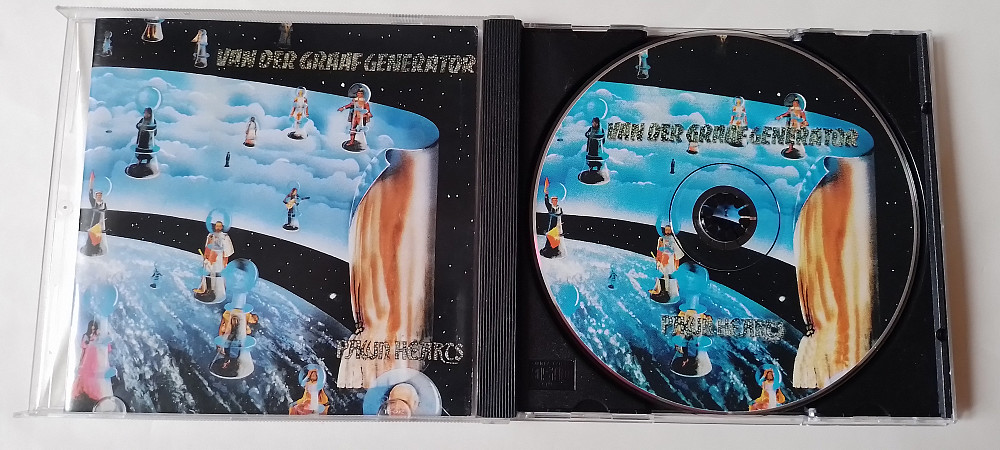 VAN DER GRAAF GENERATOR
PAWN HEARTS
VAN DER GRAAF GENERATOR
PAWN HEARTS